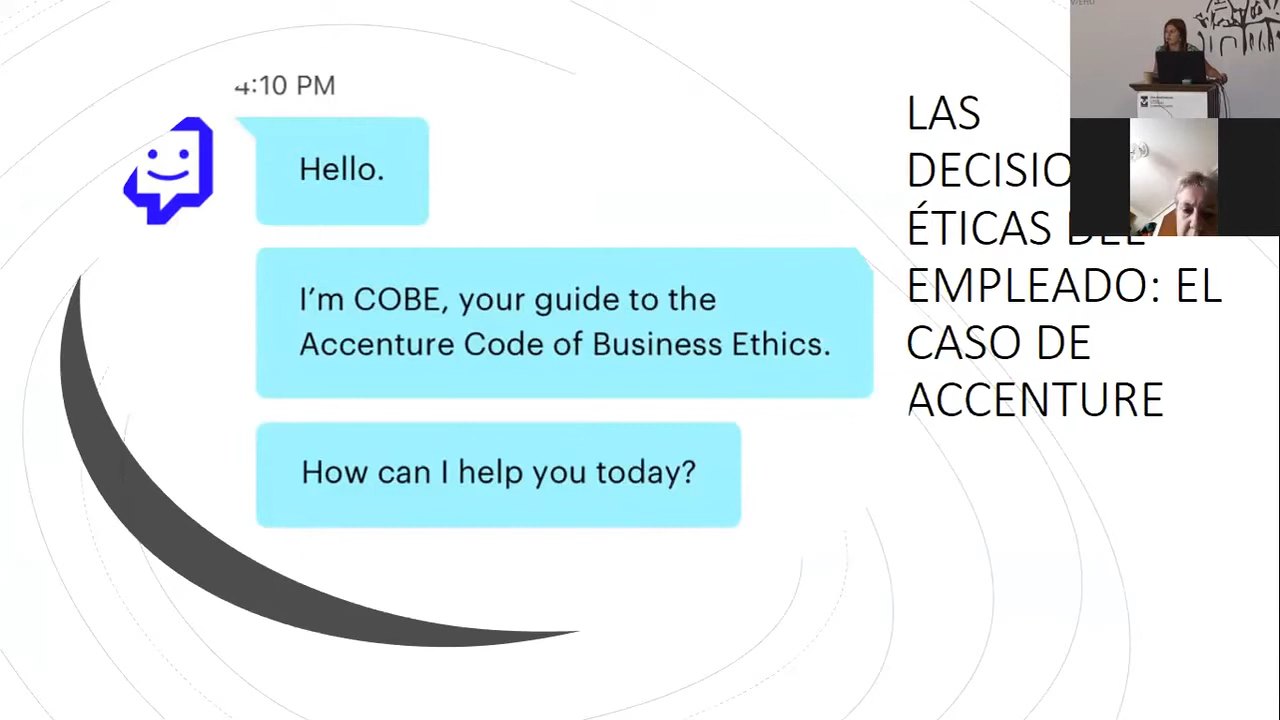 4:10 PM
Hello.
I'm COBE, your guide to the
Accenture Code of Business Ethics.
How can I help you today?
LAS
ÉTICAS DEL
EMPLEADO: EL
CASO DE
ACCENTURE